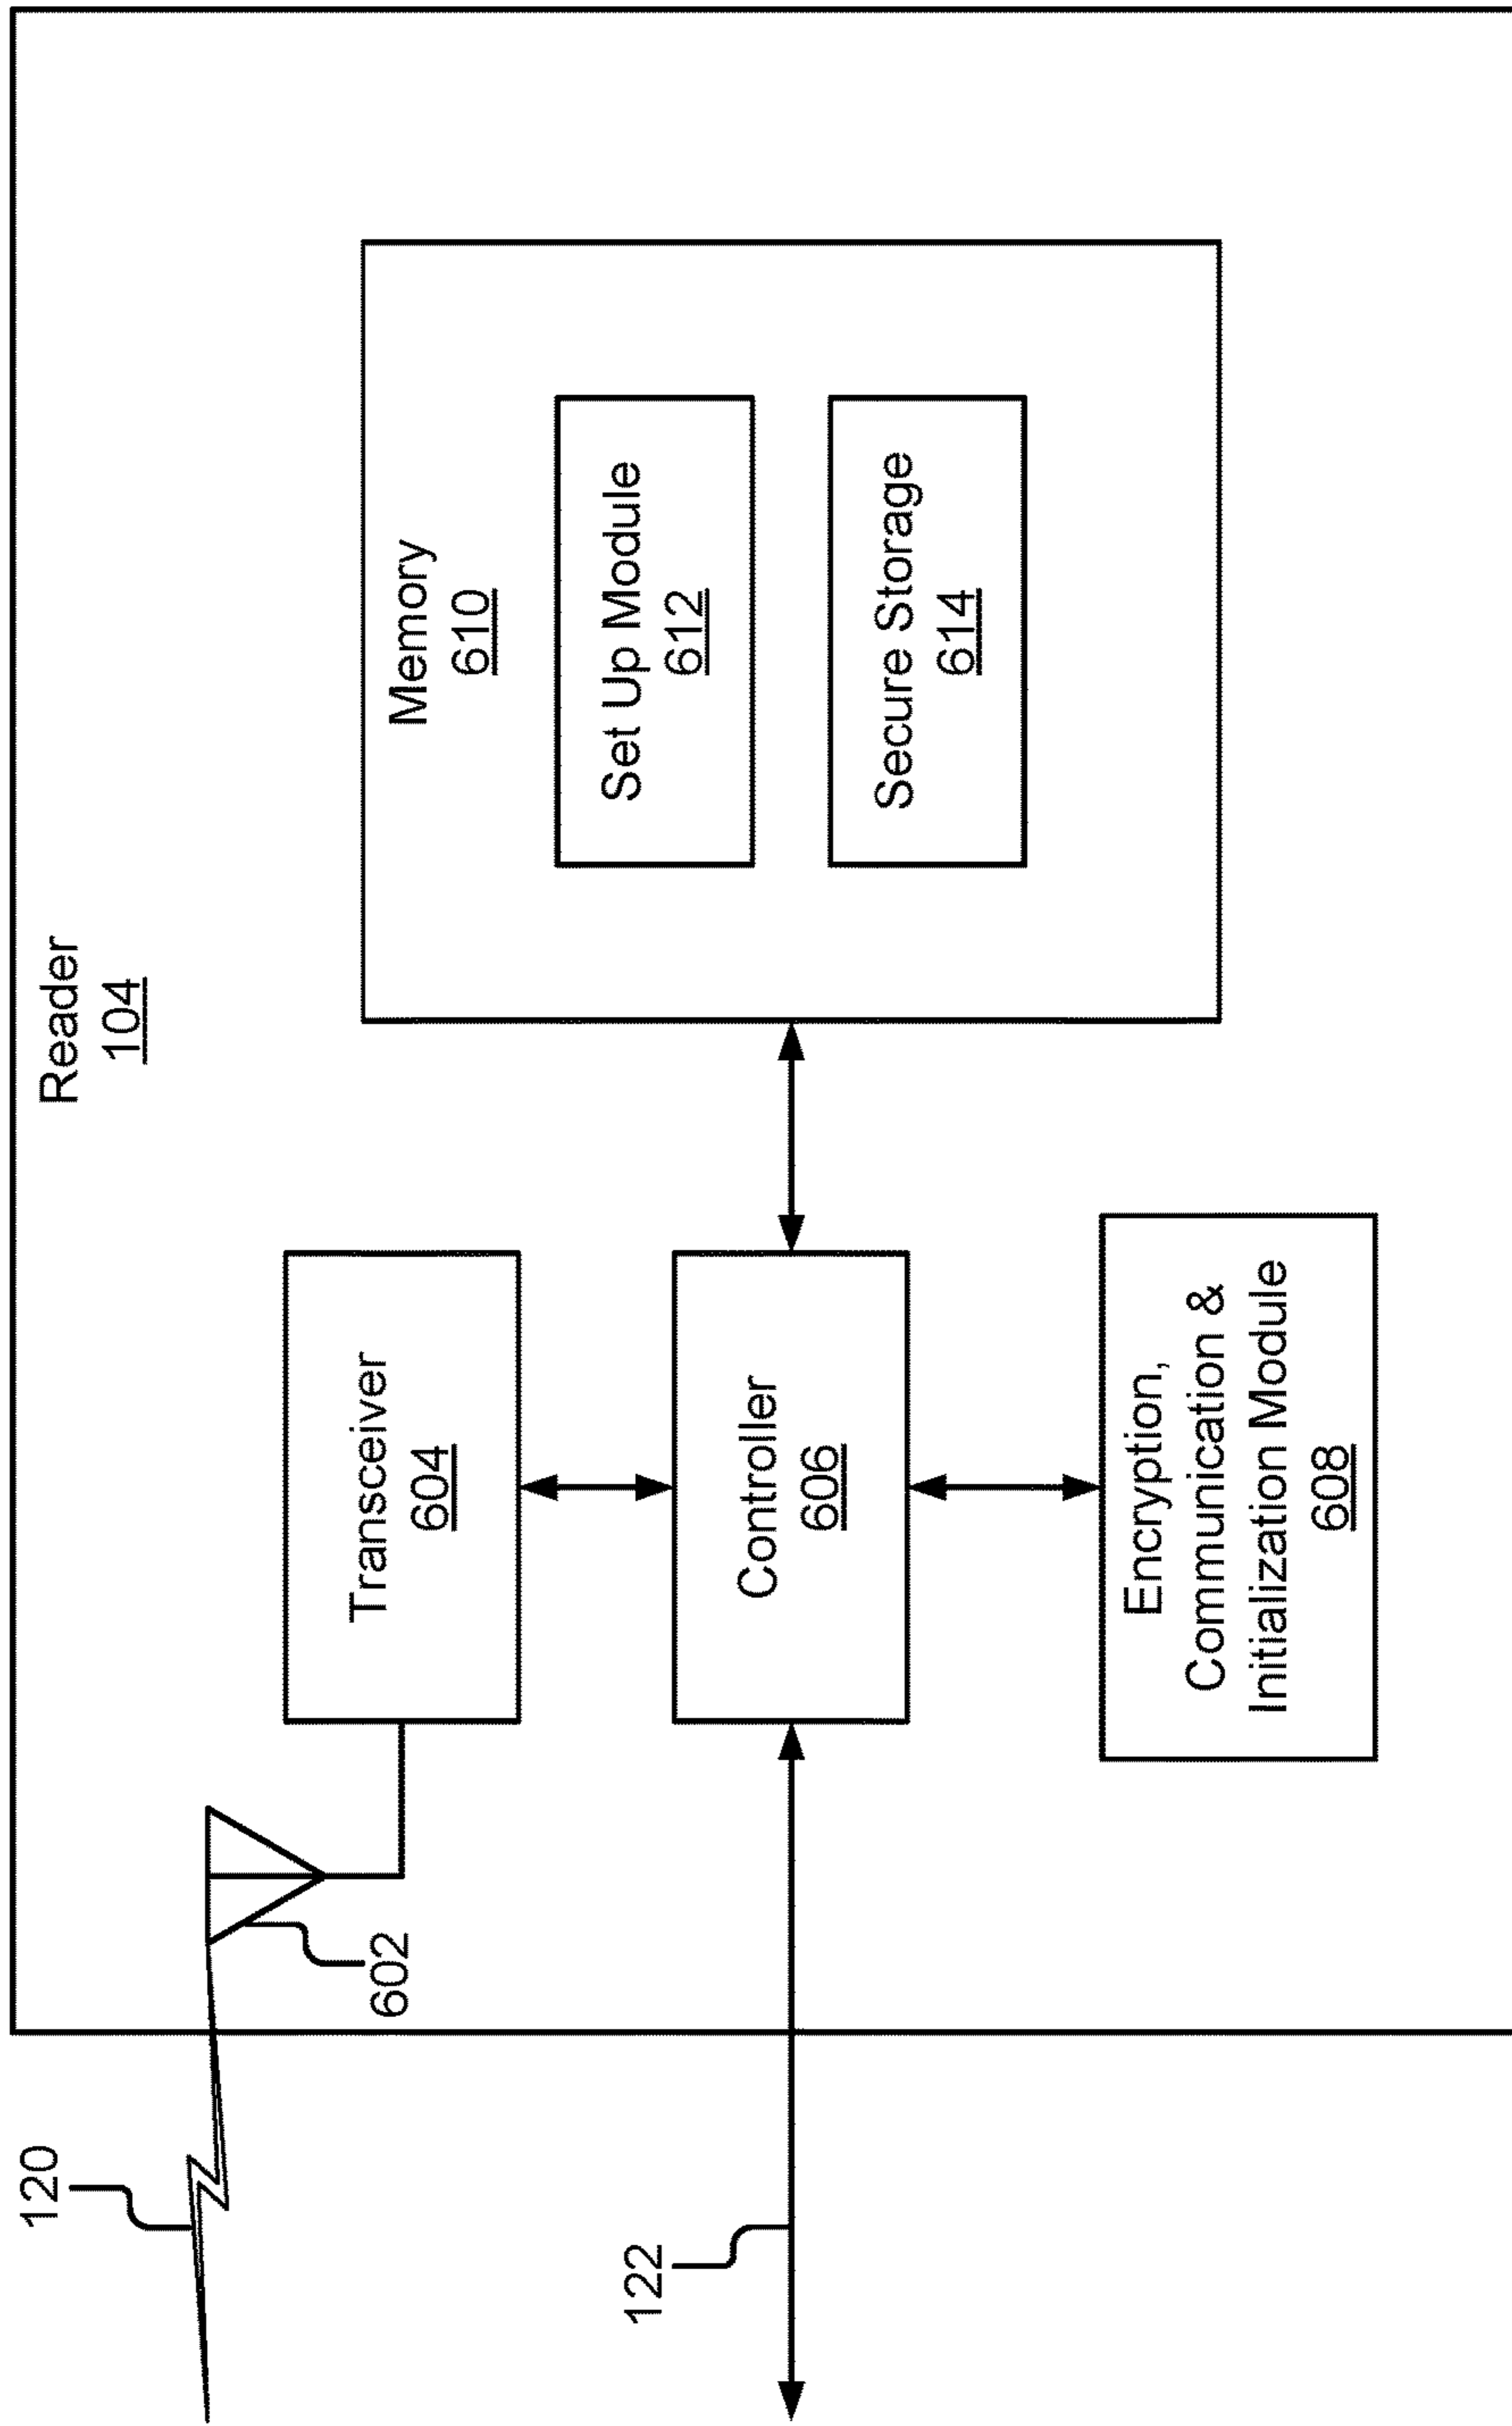 Reader
104
120
602
Transceiver
604
Memory
610
Set Up Module
612
122
Controller
606
Secure Storage
614
Encryption,
Communication &
Initialization Module
608